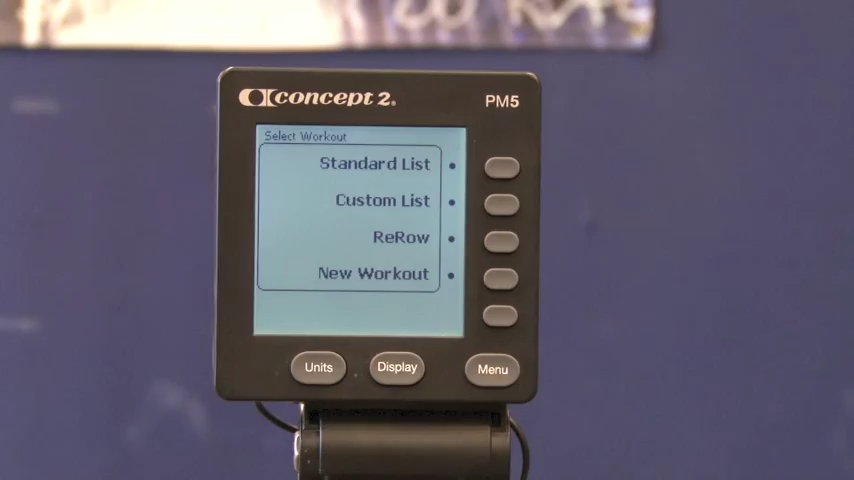 concept 2.
PM5
Select Workout
Standard List
Custom List
ReRow
New Workout
Units
Display
Menu